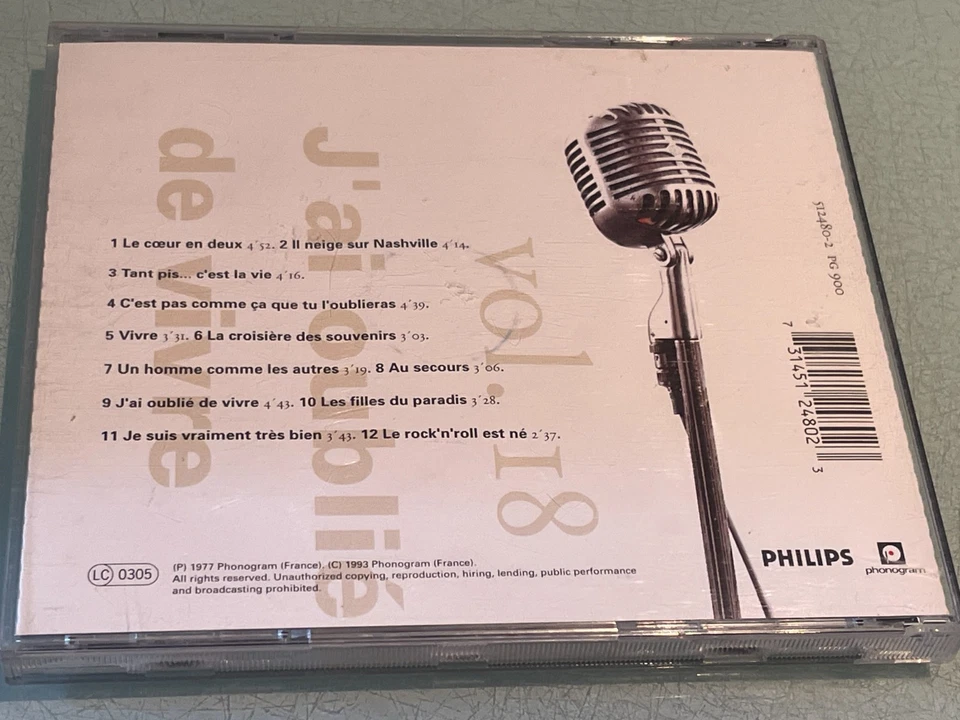 J'ai oublié
de vivre
vol. 18
1 Le cœur en deux 4´52. 2 Il neige sur Nashville 4´14.
3 Tant pis... c'est la vie 4´16.
4 C'est pas comme ça que tu l'oublieras 4´39.
5 Vivre 3´31. 6 La croisière des souvenirs 3´03.
7 Un homme comme les autres 3´19. 8 Au secours 3´06.
9 J'ai oublié de vivre 4´43. 10 Les filles du paradis 3´28.
11 Je suis vraiment très bien 3´43. 12 Le rock'n'roll est né 2´37.
512480-2 PG 900
7 31451 24802 3
LC 0305
(P) 1977 Phonogram (France), (C) 1993 Phonogram (France).
All rights reserved. Unauthorized copying, reproduction, hiring, lending, public performance
and broadcasting prohibited.
PHILIPS
phonogram